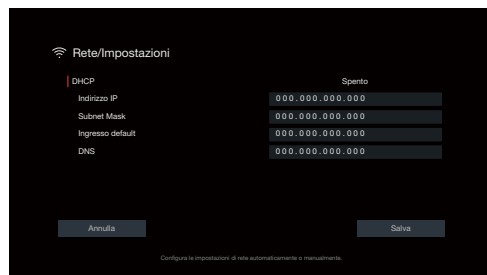 Rete/Impostazioni
DHCP Spento
Indirizzo IP 000.000.000.000
Subnet Mask 000.000.000.000
Ingresso default 000.000.000.000
DNS 000.000.000.000
Annulla Salva
Configura le impostazioni di rete automaticamente o manualmente.